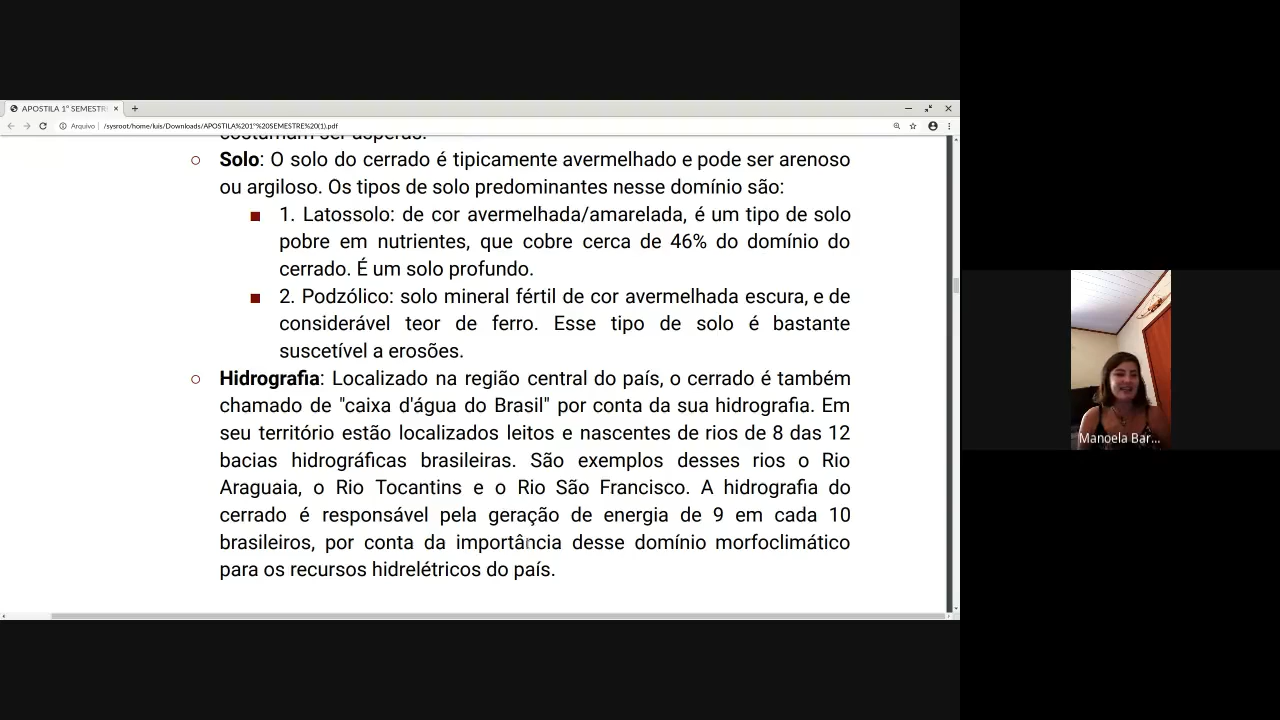 APOSTILA 1º SEMESTR
Arquivo /sysroot/home/luis/Downloads/APOSTILA%201º%20SEMESTRE%20(1).pdf
costumam ser ásperas.
Solo: O solo do cerrado é tipicamente avermelhado e pode ser arenoso
ou argiloso. Os tipos de solo predominantes nesse domínio são:
1. Latossolo: de cor avermelhada/amarelada, é um tipo de solo
pobre em nutrientes, que cobre cerca de 46% do domínio do
cerrado. É um solo profundo.
2. Podzólico: solo mineral fértil de cor avermelhada escura, e de
considerável teor de ferro. Esse tipo de solo é bastante
suscetível a erosões.
Hidrografia: Localizado na região central do país, o cerrado é também
chamado de "caixa d'água do Brasil" por conta da sua hidrografia. Em
seu território estão localizados leitos e nascentes de rios de 8 das 12
bacias hidrográficas brasileiras. São exemplos desses rios o Rio
Araguaia, o Rio Tocantins e o Rio São Francisco. A hidrografia do
cerrado é responsável pela geração de energia de 9 em cada 10
brasileiros, por conta da importância desse domínio morfoclimático
para os recursos hidrelétricos do país.
Manoela Bar...